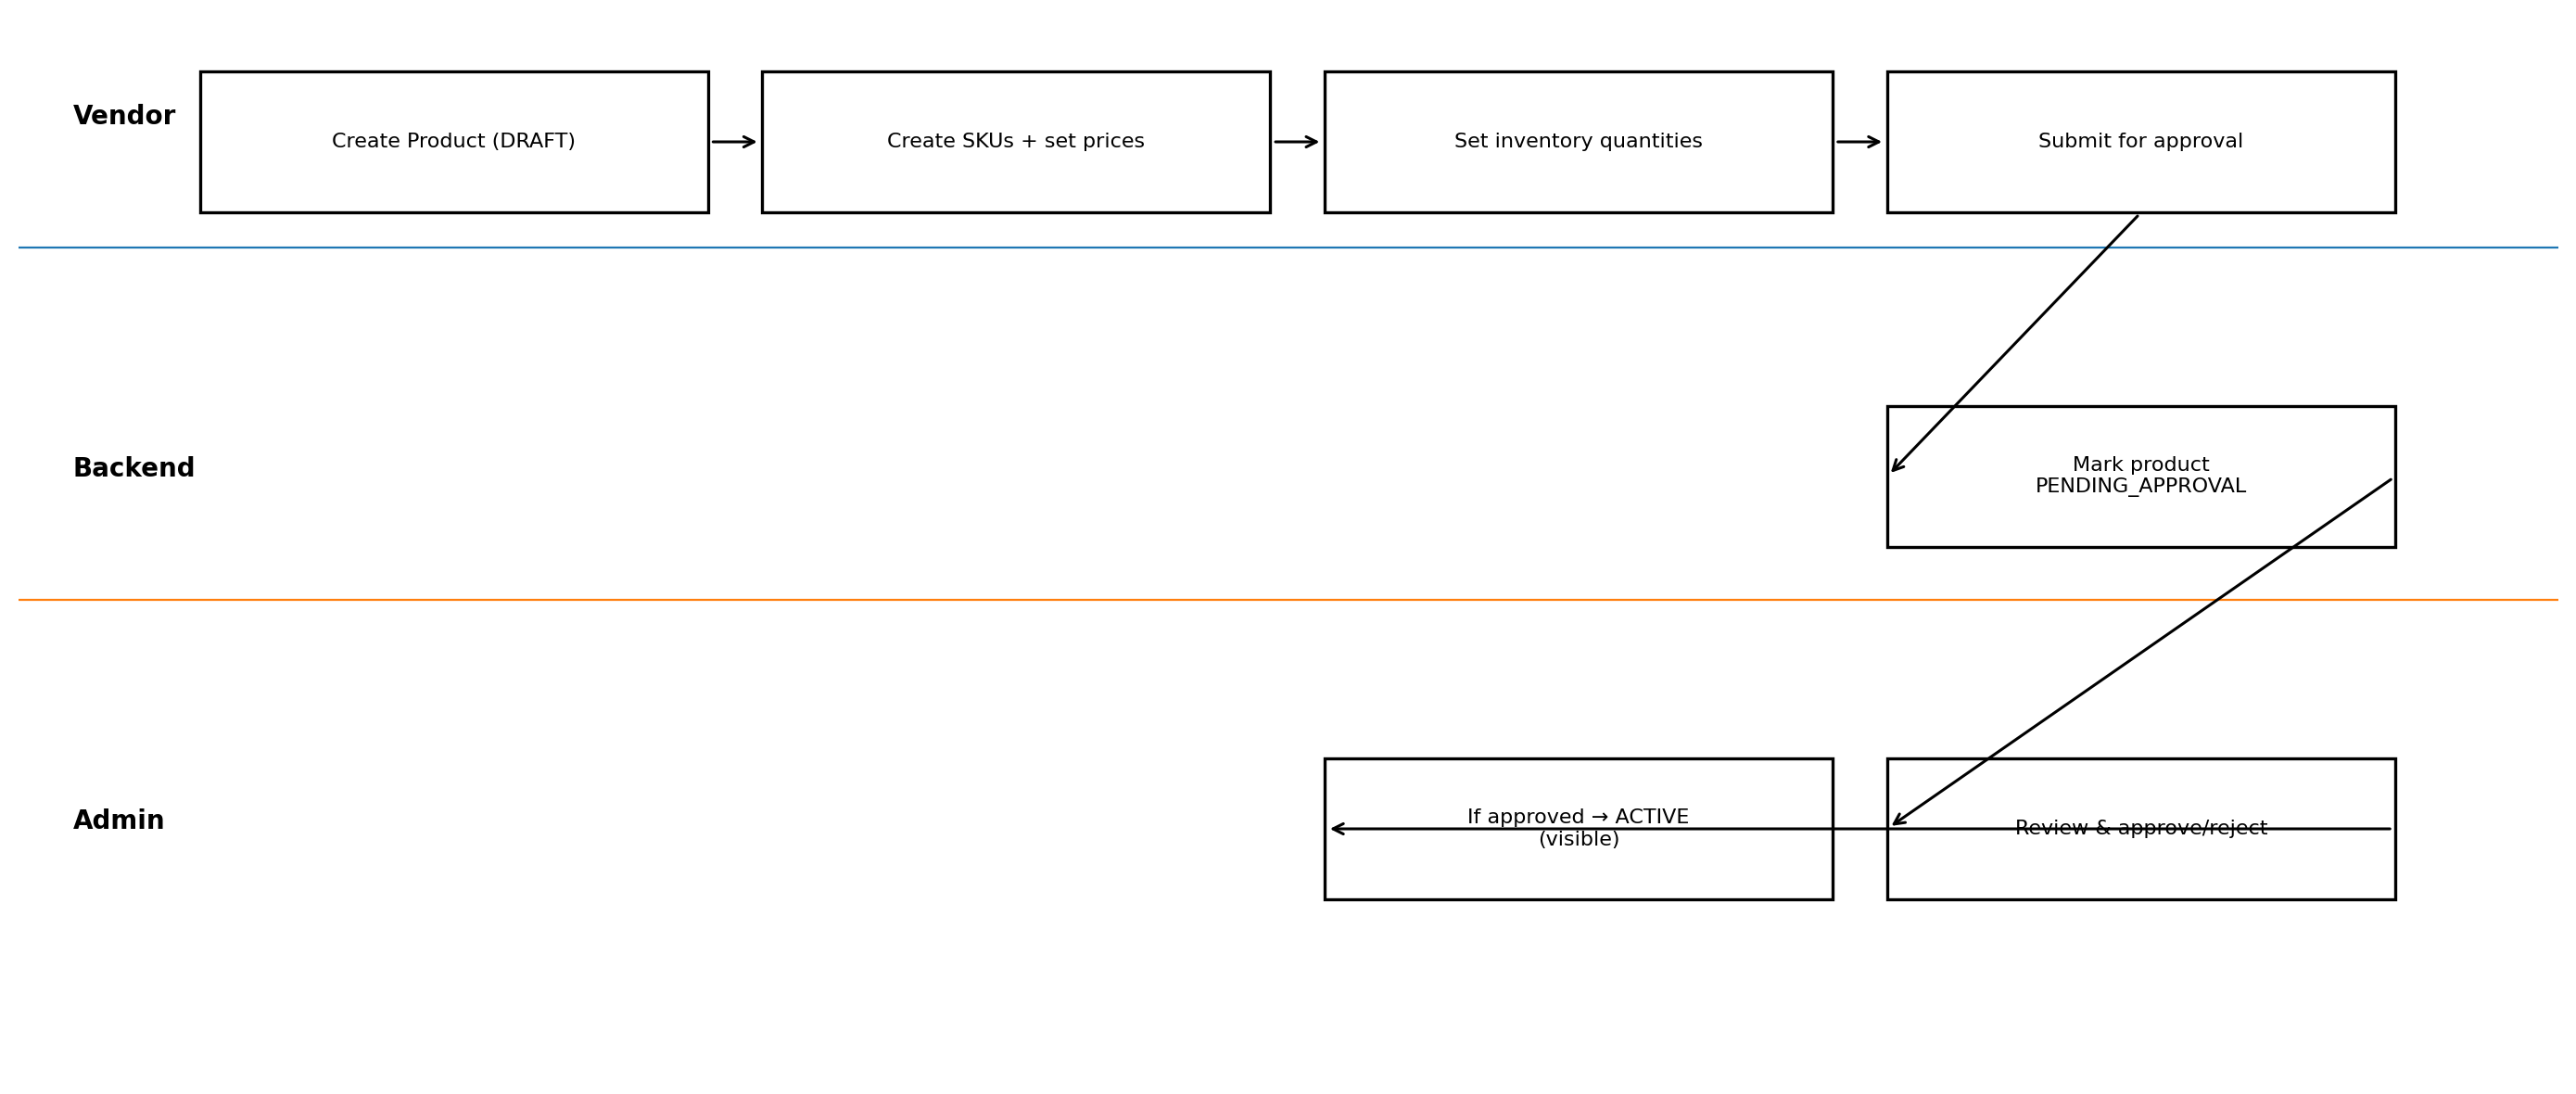 Vendor
Create Product (DRAFT)
Create SKUs + set prices
Set inventory quantities
Submit for approval
Backend
Mark product
PENDING_APPROVAL
Admin
If approved → ACTIVE
(visible)
Review & approve/reject